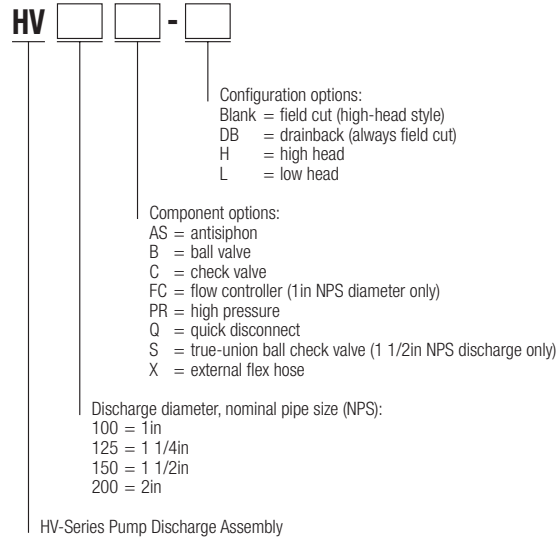 HV -
Configuration options:
Blank = field cut (high-head style)
DB = drainback (always field cut)
H = high head
L = low head
Component options:
AS = antisiphon
B = ball valve
C = check valve
FC = flow controller (1in NPS diameter only)
PR = high pressure
Q = quick disconnect
S = true-union ball check valve (1 1/2in NPS discharge only)
X = external flex hose
Discharge diameter, nominal pipe size (NPS):
100 = 1in
125 = 1 1/4in
150 = 1 1/2in
200 = 2in
HV-Series Pump Discharge Assembly